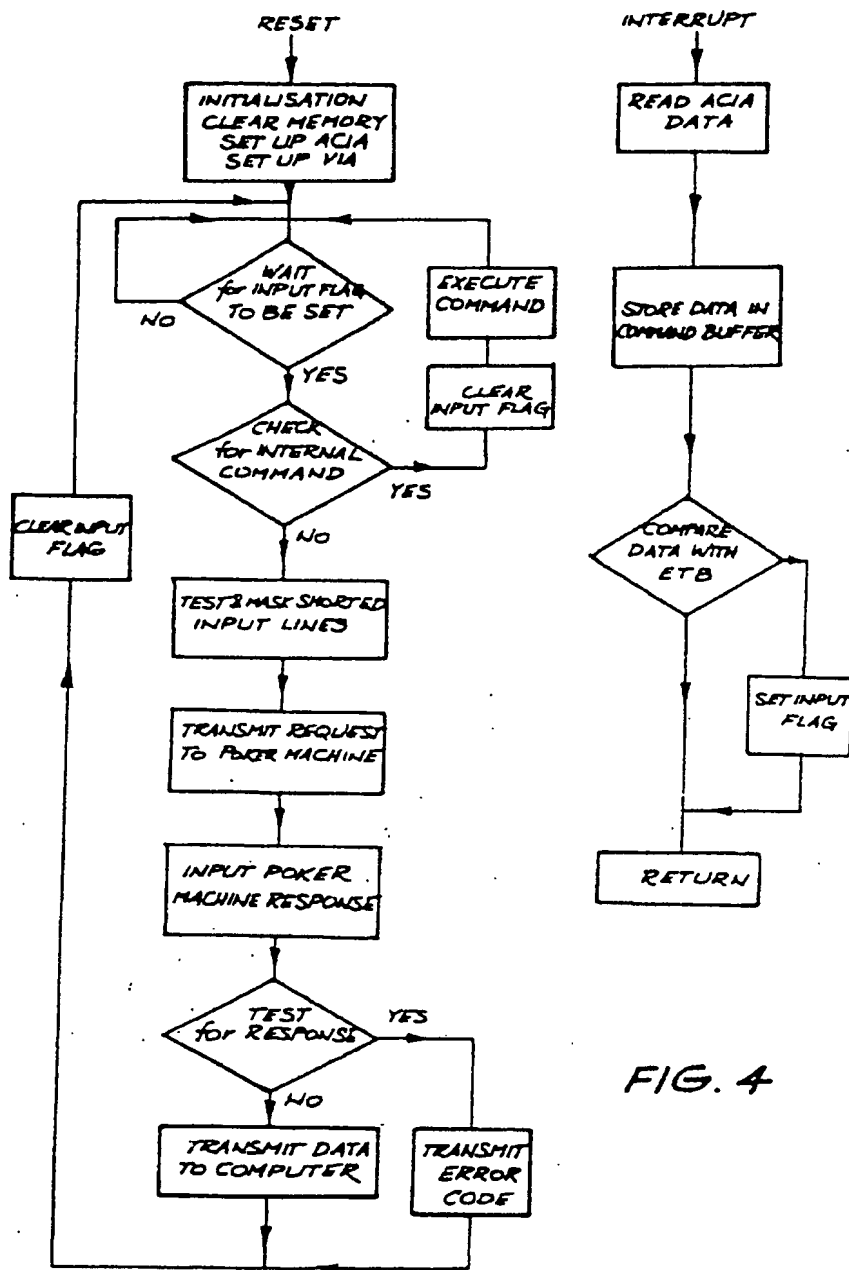 RESET
INITIALISATION
CLEAR MEMORY
SET UP ACIA
SET UP VIA
WAIT
for INPUT FLAG
TO BE SET
NO
YES
EXECUTE
COMMAND
CLEAR
INPUT FLAG
CHECK
for INTERNAL
COMMAND
YES
NO
CLEAR INPUT
FLAG
TEST & MASK SHORTED
INPUT LINES
TRANSMIT REQUEST
TO POKER MACHINE
INPUT POKER
MACHINE RESPONSE
TEST
for RESPONSE
YES
NO
TRANSMIT DATA
TO COMPUTER
TRANSMIT
ERROR
CODE
INTERRUPT
READ ACIA
DATA
STORE DATA IN
COMMAND BUFFER
COMPARE
DATA WITH
ETB
SET INPUT
FLAG
RETURN
FIG. 4